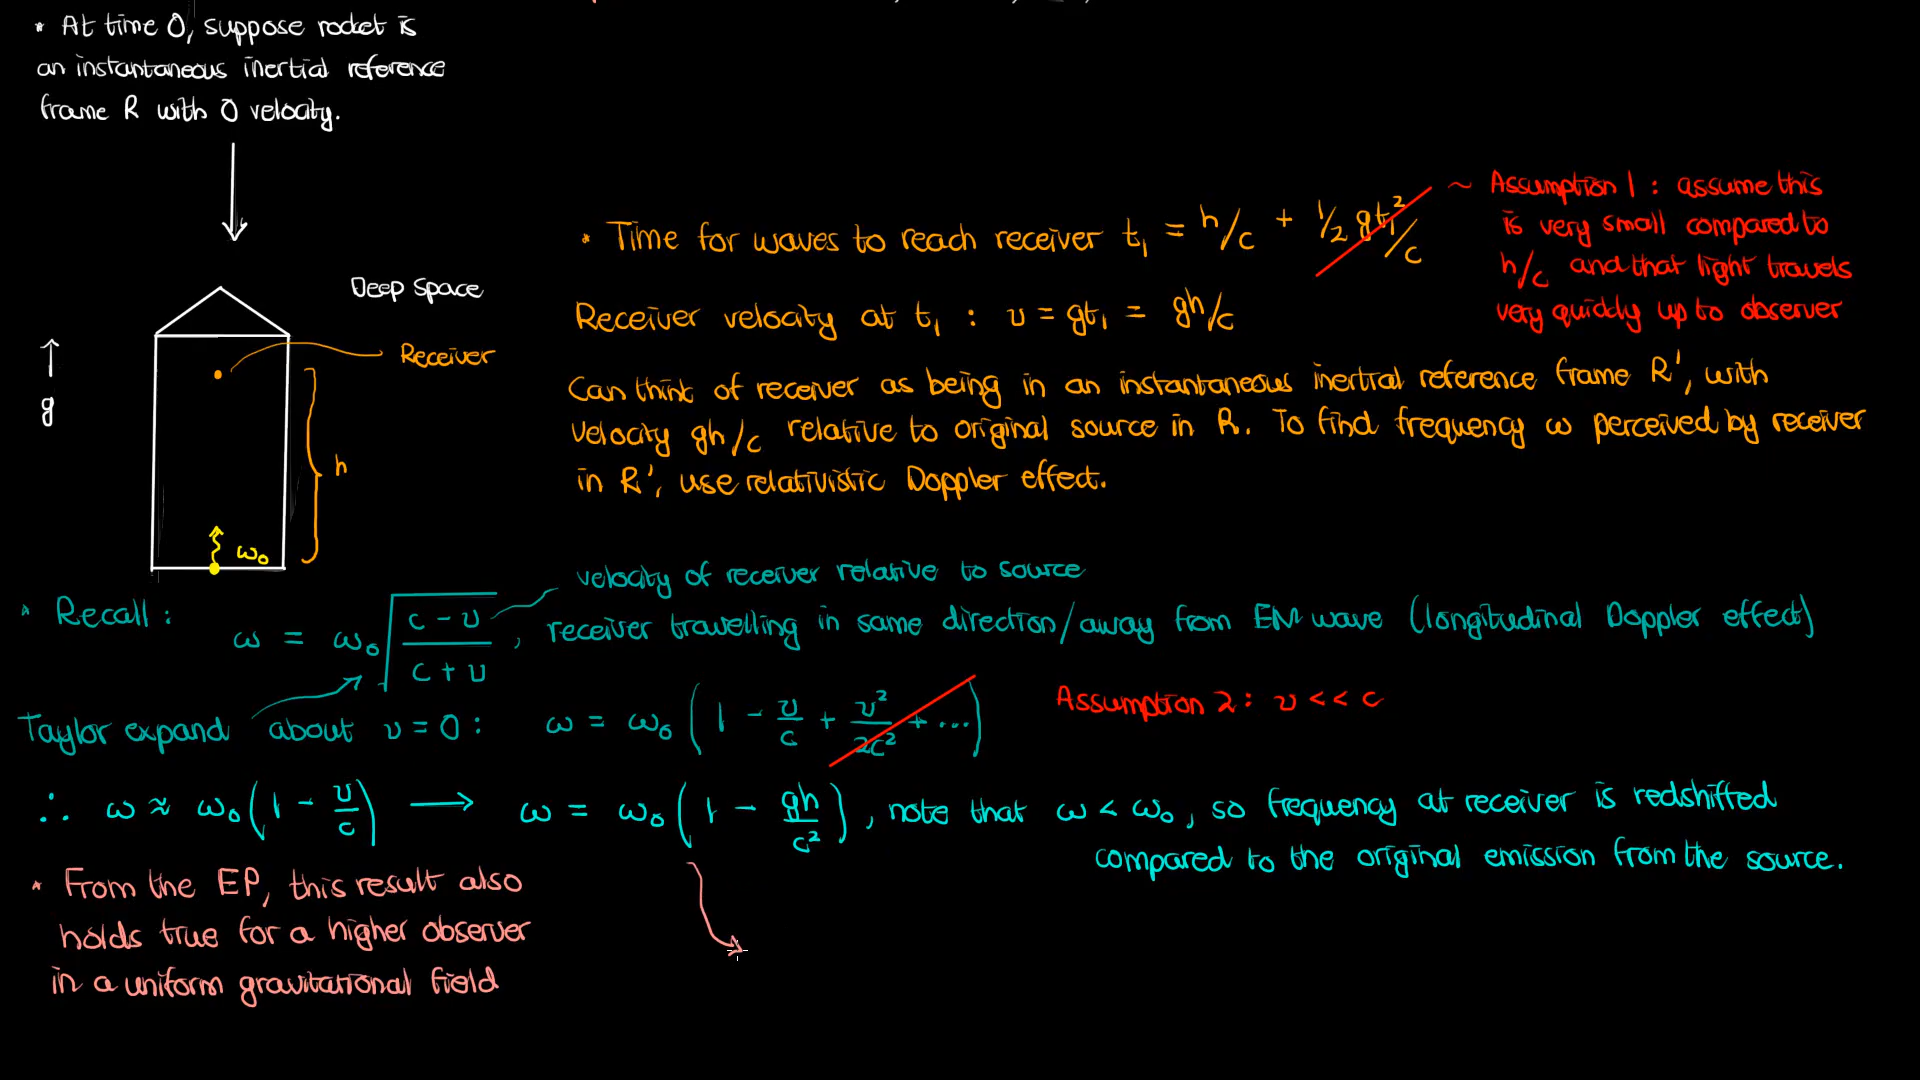 * At time 0, suppose rocket is
an instantaneous inertial reference
frame R with 0 velocity.
Deep Space
Receiver
g
h
ω₀
* Time for waves to reach receiver t₁ = h/c + 1/2 gt₁²/c
~ Assumption 1 : assume this
is very small compared to
h/c and that light travels
very quickly up to observer
Receiver velocity at t₁ : v = gt₁ = gh/c
Can think of receiver as being in an instantaneous inertial reference frame R', with
velocity gh/c relative to original source in R. To find frequency ω perceived by receiver
in R', use relativistic Doppler effect.
velocity of receiver relative to source
* Recall : ω = ω₀ √((c - v)/(c + v)) , receiver travelling in same direction/away from EM wave (longitudinal Doppler effect)
Taylor expand about v = 0 : ω = ω₀ (1 - v/c + v²/2c² + ...)
Assumption 2 : v << c
∴ ω ≈ ω₀ (1 - v/c) → ω = ω₀ (1 - gh/c²) , note that ω < ω₀ , so frequency at receiver is redshifted
compared to the original emission from the source.
* From the EP, this result also
holds true for a higher observer
in a uniform gravitational field